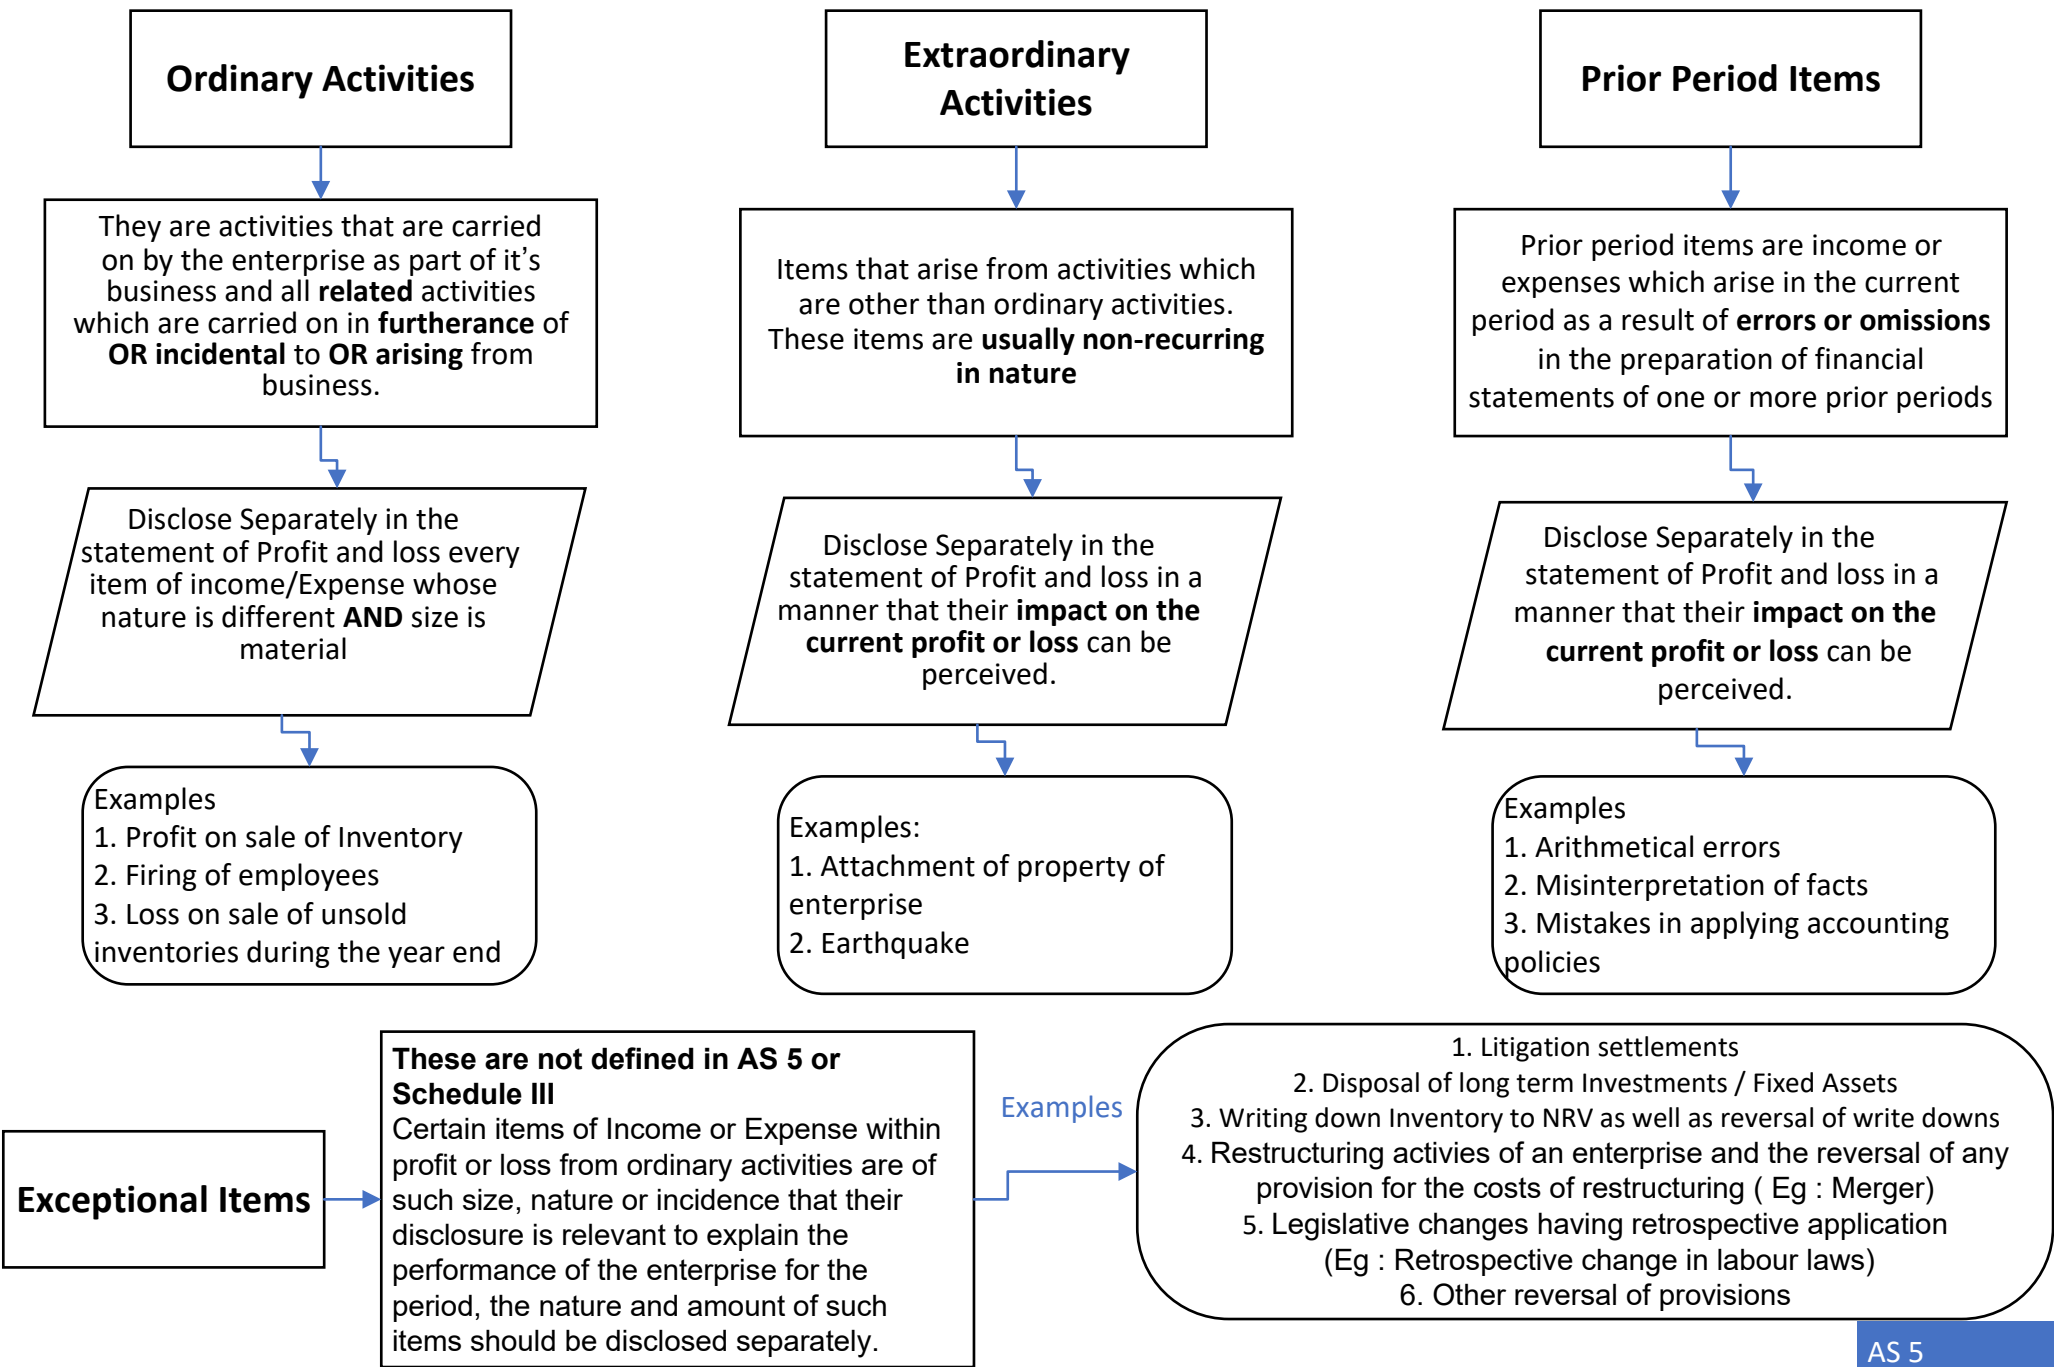 Ordinary Activities
They are activities that are carried
on by the enterprise as part of it's
business and all related activities
which are carried on in furtherance of
OR incidental to OR arising from
business.
Disclose Separately in the
statement of Profit and loss every
item of income/Expense whose
nature is different AND size is
material
Examples
1. Profit on sale of Inventory
2. Firing of employees
3. Loss on sale of unsold
inventories during the year end
Extraordinary
Activities
Items that arise from activities which
are other than ordinary activities.
These items are usually non-recurring
in nature
Disclose Separately in the
statement of Profit and loss in a
manner that their impact on the
current profit or loss can be
perceived.
Examples:
1. Attachment of property of
enterprise
2. Earthquake
Prior Period Items
Prior period items are income or
expenses which arise in the current
period as a result of errors or omissions
in the preparation of financial
statements of one or more prior periods
Disclose Separately in the
statement of Profit and loss in a
manner that their impact on the
current profit or loss can be
perceived.
Examples
1. Arithmetical errors
2. Misinterpretation of facts
3. Mistakes in applying accounting
policies
Exceptional Items
These are not defined in AS 5 or
Schedule III
Certain items of Income or Expense within
profit or loss from ordinary activities are of
such size, nature or incidence that their
disclosure is relevant to explain the
performance of the enterprise for the
period, the nature and amount of such
items should be disclosed separately.
Examples
1. Litigation settlements
2. Disposal of long term Investments / Fixed Assets
3. Writing down Inventory to NRV as well as reversal of write downs
4. Restructuring activies of an enterprise and the reversal of any
provision for the costs of restructuring ( Eg : Merger)
5. Legislative changes having retrospective application
(Eg : Retrospective change in labour laws)
6. Other reversal of provisions
AS 5